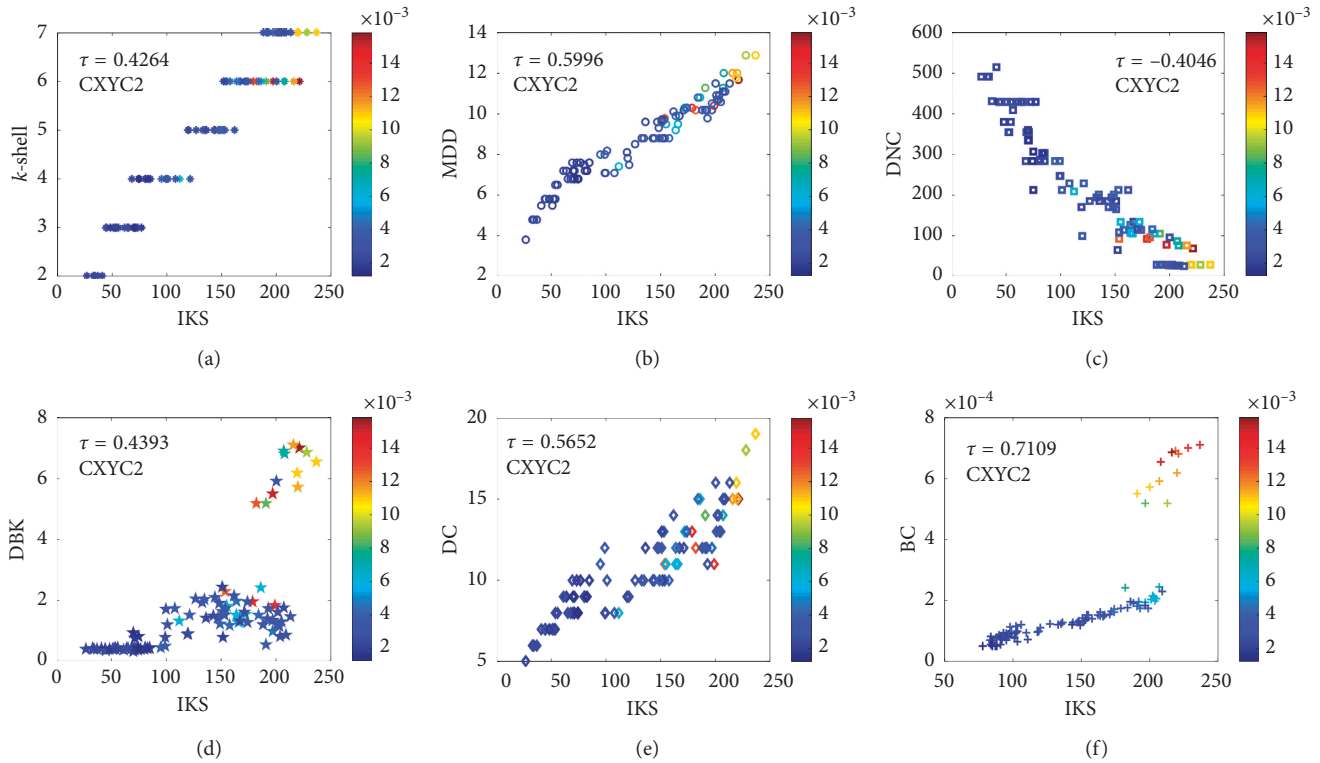 ×10⁻³
7
6
5
4
3
2
k-shell
τ = 0.4264
CXYC2
0 50 100 150 200 250
IKS
14
12
10
8
6
4
2
(a)
×10⁻³
14
12
10
8
6
4
2
MDD
τ = 0.5996
CXYC2
0 50 100 150 200 250
IKS
14
12
10
8
6
4
2
(b)
×10⁻³
600
500
400
300
200
100
0
DNC
τ = –0.4046
CXYC2
0 50 100 150 200 250
IKS
14
12
10
8
6
4
2
(c)
×10⁻³
8
6
4
2
0
DBK
τ = 0.4393
CXYC2
0 50 100 150 200 250
IKS
14
12
10
8
6
4
2
(d)
×10⁻³
20
15
10
5
DC
τ = 0.5652
CXYC2
0 50 100 150 200 250
IKS
14
12
10
8
6
4
2
(e)
×10⁻⁴
×10⁻³
8
6
4
2
0
BC
τ = 0.7109
CXYC2
50 100 150 200 250
IKS
14
12
10
8
6
4
2
(f)